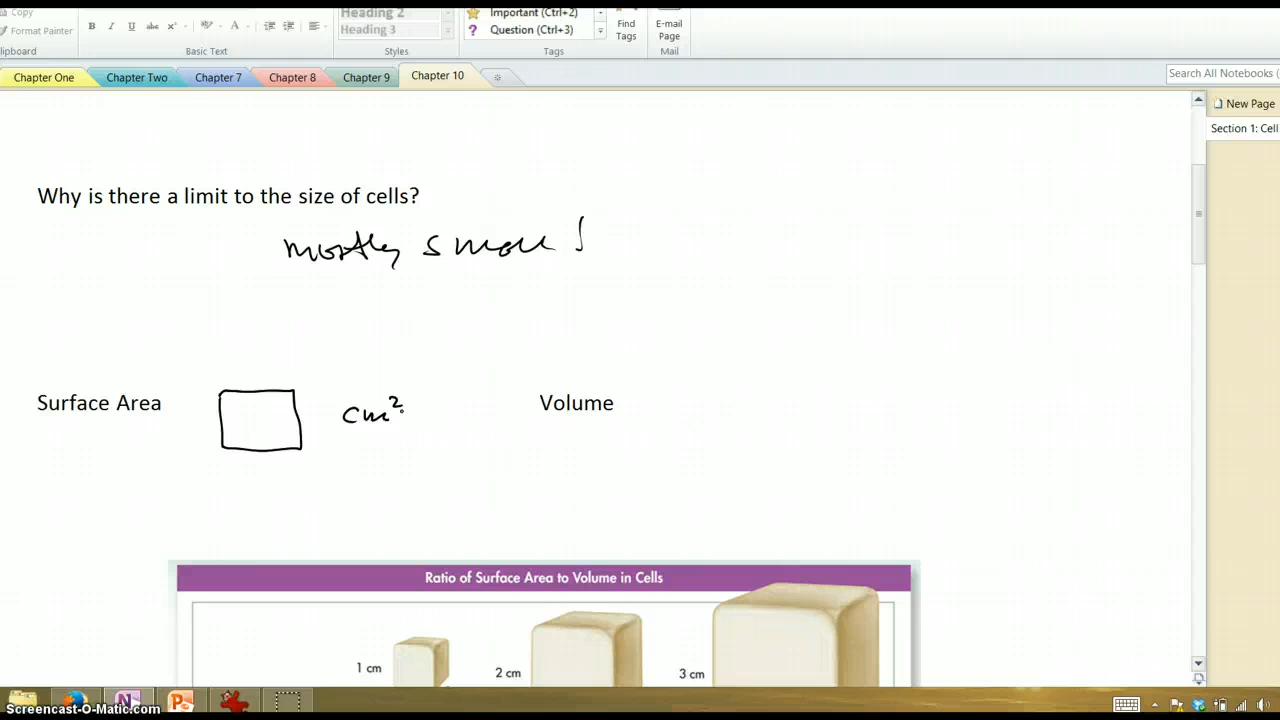 Copy
Heading 2
Important (Ctrl+2)
Find Tags
E-mail Page
Format Painter
Heading 3
Question (Ctrl+3)
lipboard
Basic Text
Styles
Tags
Mail
Chapter One
Chapter Two
Chapter 7
Chapter 8
Chapter 9
Chapter 10
Search All Notebooks (
New Page
Section 1: Cell
Why is there a limit to the size of cells?
mostly small
Surface Area
cm²
Volume
Ratio of Surface Area to Volume in Cells
1 cm
2 cm
3 cm
Screencast-O-Matic.com